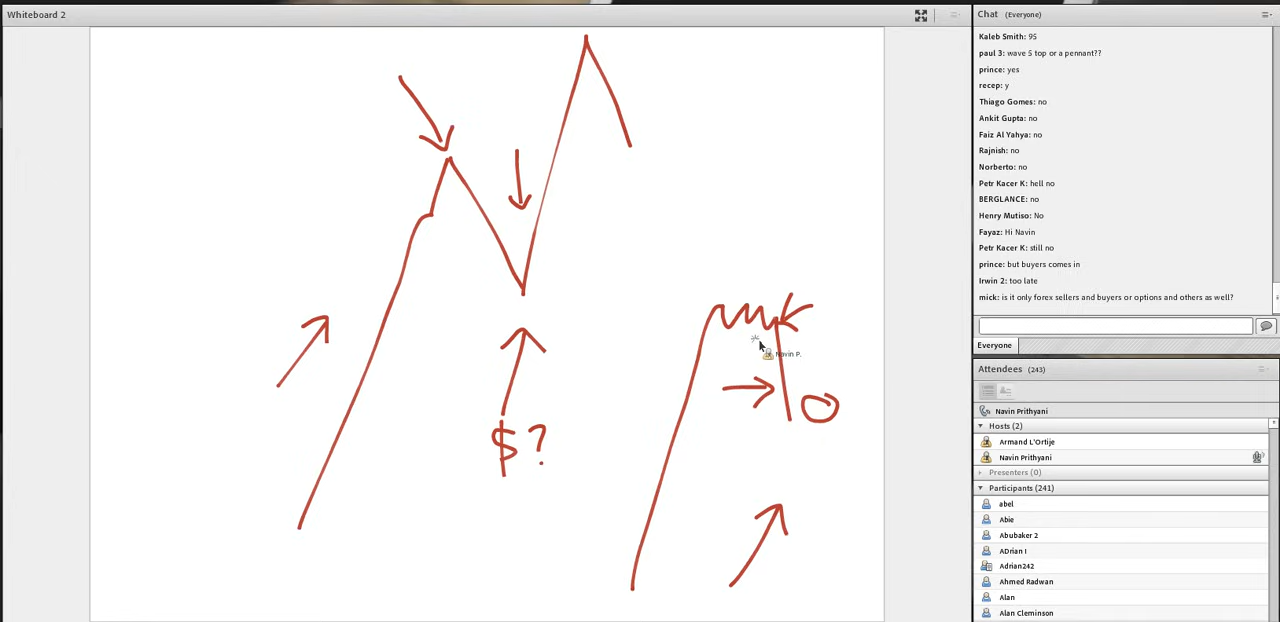 Whiteboard 2
$ ?
Navin P.
Chat (Everyone)
Kaleb Smith: 95
paul 3: wave 5 top or a pennant??
prince: yes
recep: y
Thiago Gomes: no
Ankit Gupta: no
Faiz Al Yahya: no
Rajnish: no
Norberto: no
Petr Kacer K: hell no
BERGLANCE: no
Henry Mutiso: No
Fayaz: Hi Navin
Petr Kacer K: still no
prince: but buyers comes in
Irwin 2: too late
mick: is it only forex sellers and buyers or options and others as well?
Everyone
Attendees (243)
Navin Prithyani
Hosts (2)
Armand L'Ortije
Navin Prithyani
Presenters (0)
Participants (241)
abel
Abie
Abubaker 2
ADrian I
Adrian242
Ahmed Radwan
Alan
Alan Cleminson